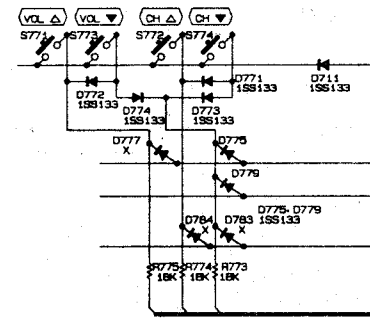 VOL △ VOL ▼ CH △ CH ▼
S771 S773 S772 S774
D771
1SS133
D711
1SS133
D772
1SS133
D774
1SS133
D773
1SS133
D777
X
D775
D779
D775-D779
1SS133
D784
X
D783
X
R775
18K
R774
18K
R773
18K